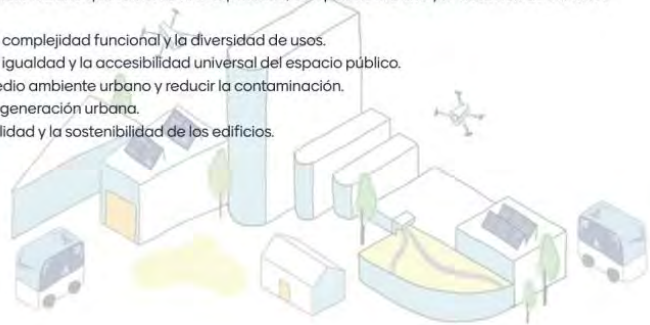 complejidad funcional y la diversidad de usos.
igualdad y la accesibilidad universal del espacio público.
medio ambiente urbano y reducir la contaminación.
generación urbana.
lidad y la sostenibilidad de los edificios.